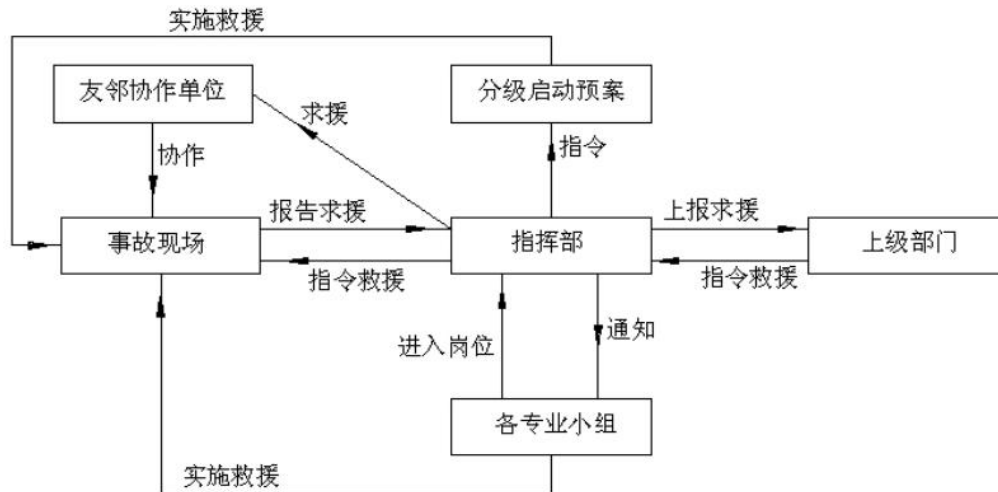 实施救援
友邻协作单位
分级启动预案
求援
协作
指令
报告求援
上报求援
事故现场
指挥部
上级部门
指令救援
指令救援
进入岗位
通知
各专业小组
实施救援